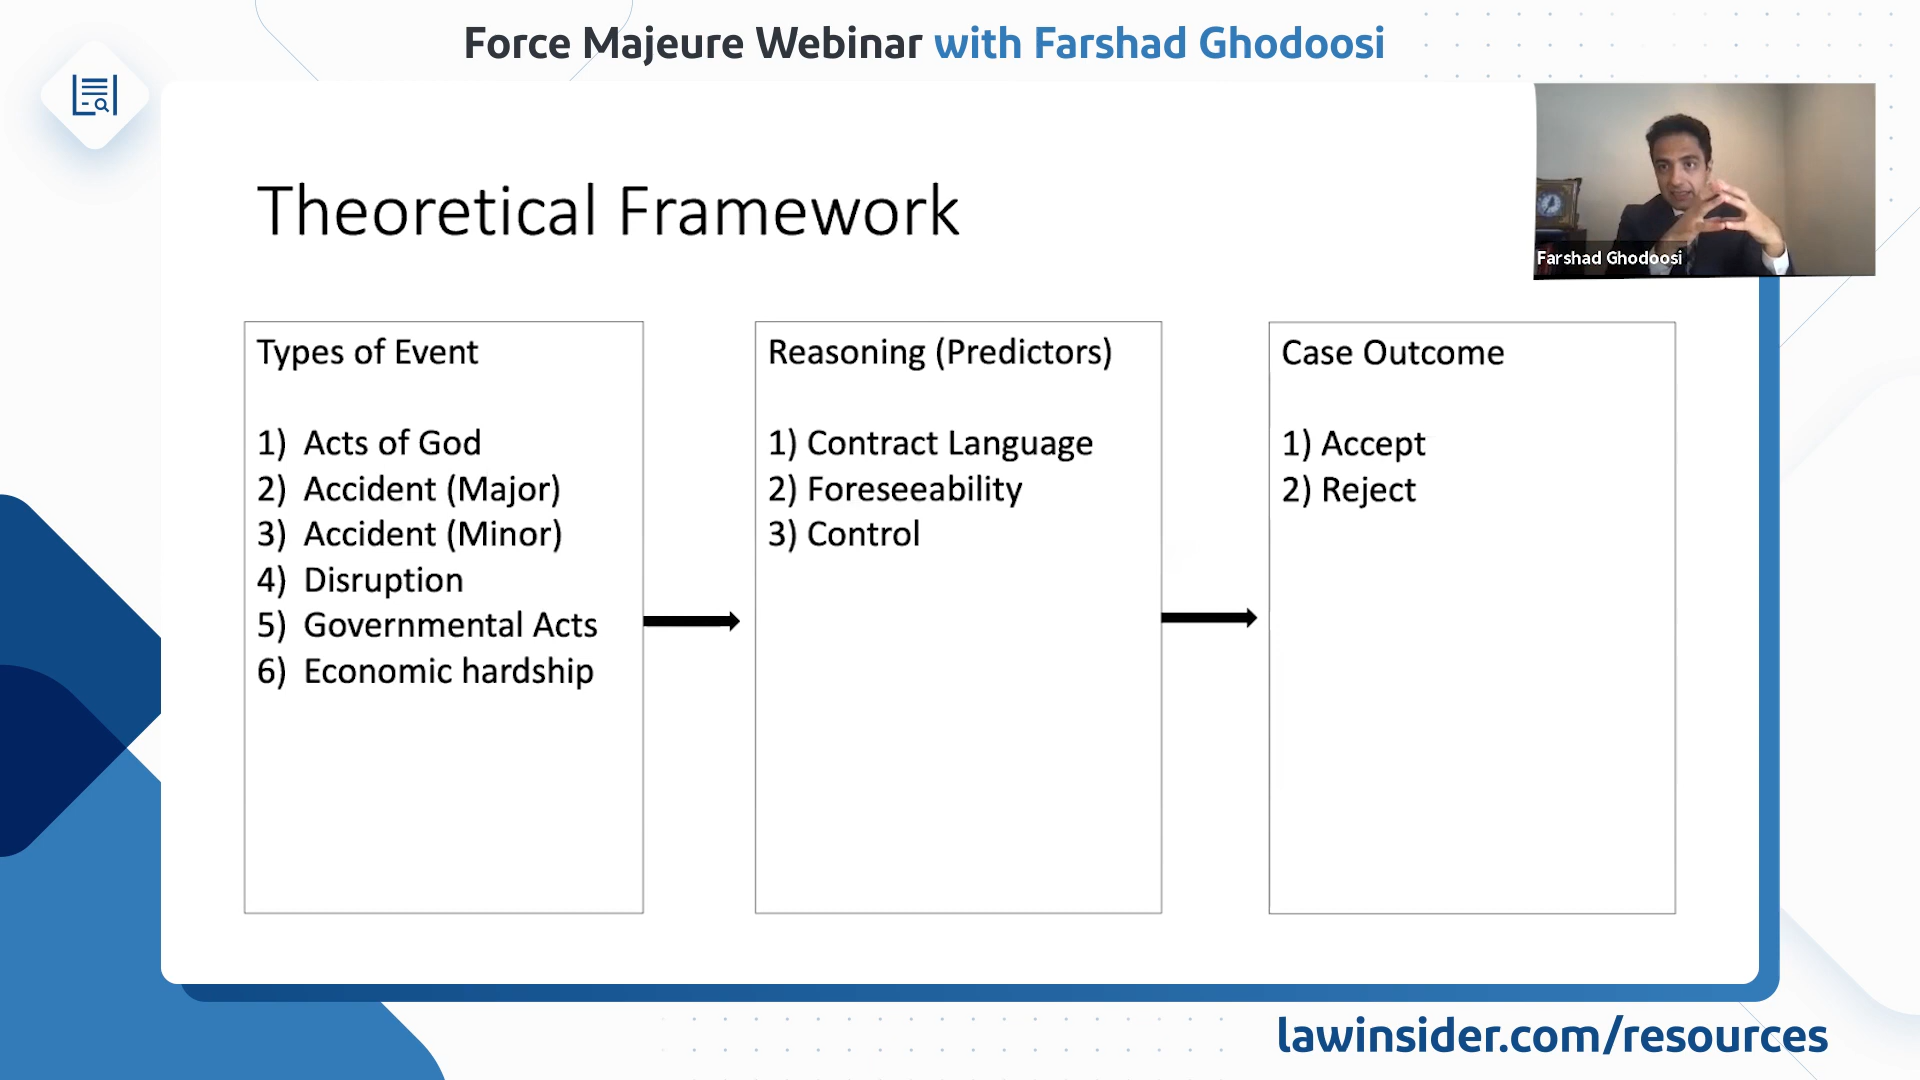 Force Majeure Webinar with Farshad Ghodoosi
Theoretical Framework
Farshad Ghodoosi
Types of Event
1) Acts of God
2) Accident (Major)
3) Accident (Minor)
4) Disruption
5) Governmental Acts
6) Economic hardship
Reasoning (Predictors)
1) Contract Language
2) Foreseeability
3) Control
Case Outcome
1) Accept
2) Reject
lawinsider.com/resources